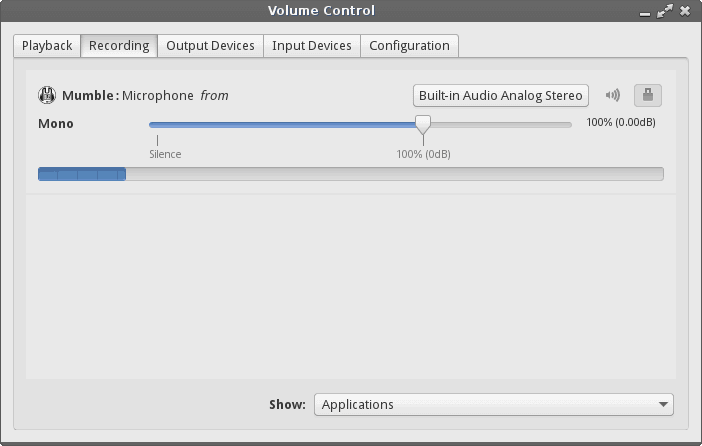 Volume Control
Playback Recording Output Devices Input Devices Configuration
Mumble: Microphone from Built-in Audio Analog Stereo
Mono 100% (0.00dB)
Silence 100% (0dB)
Show: Applications